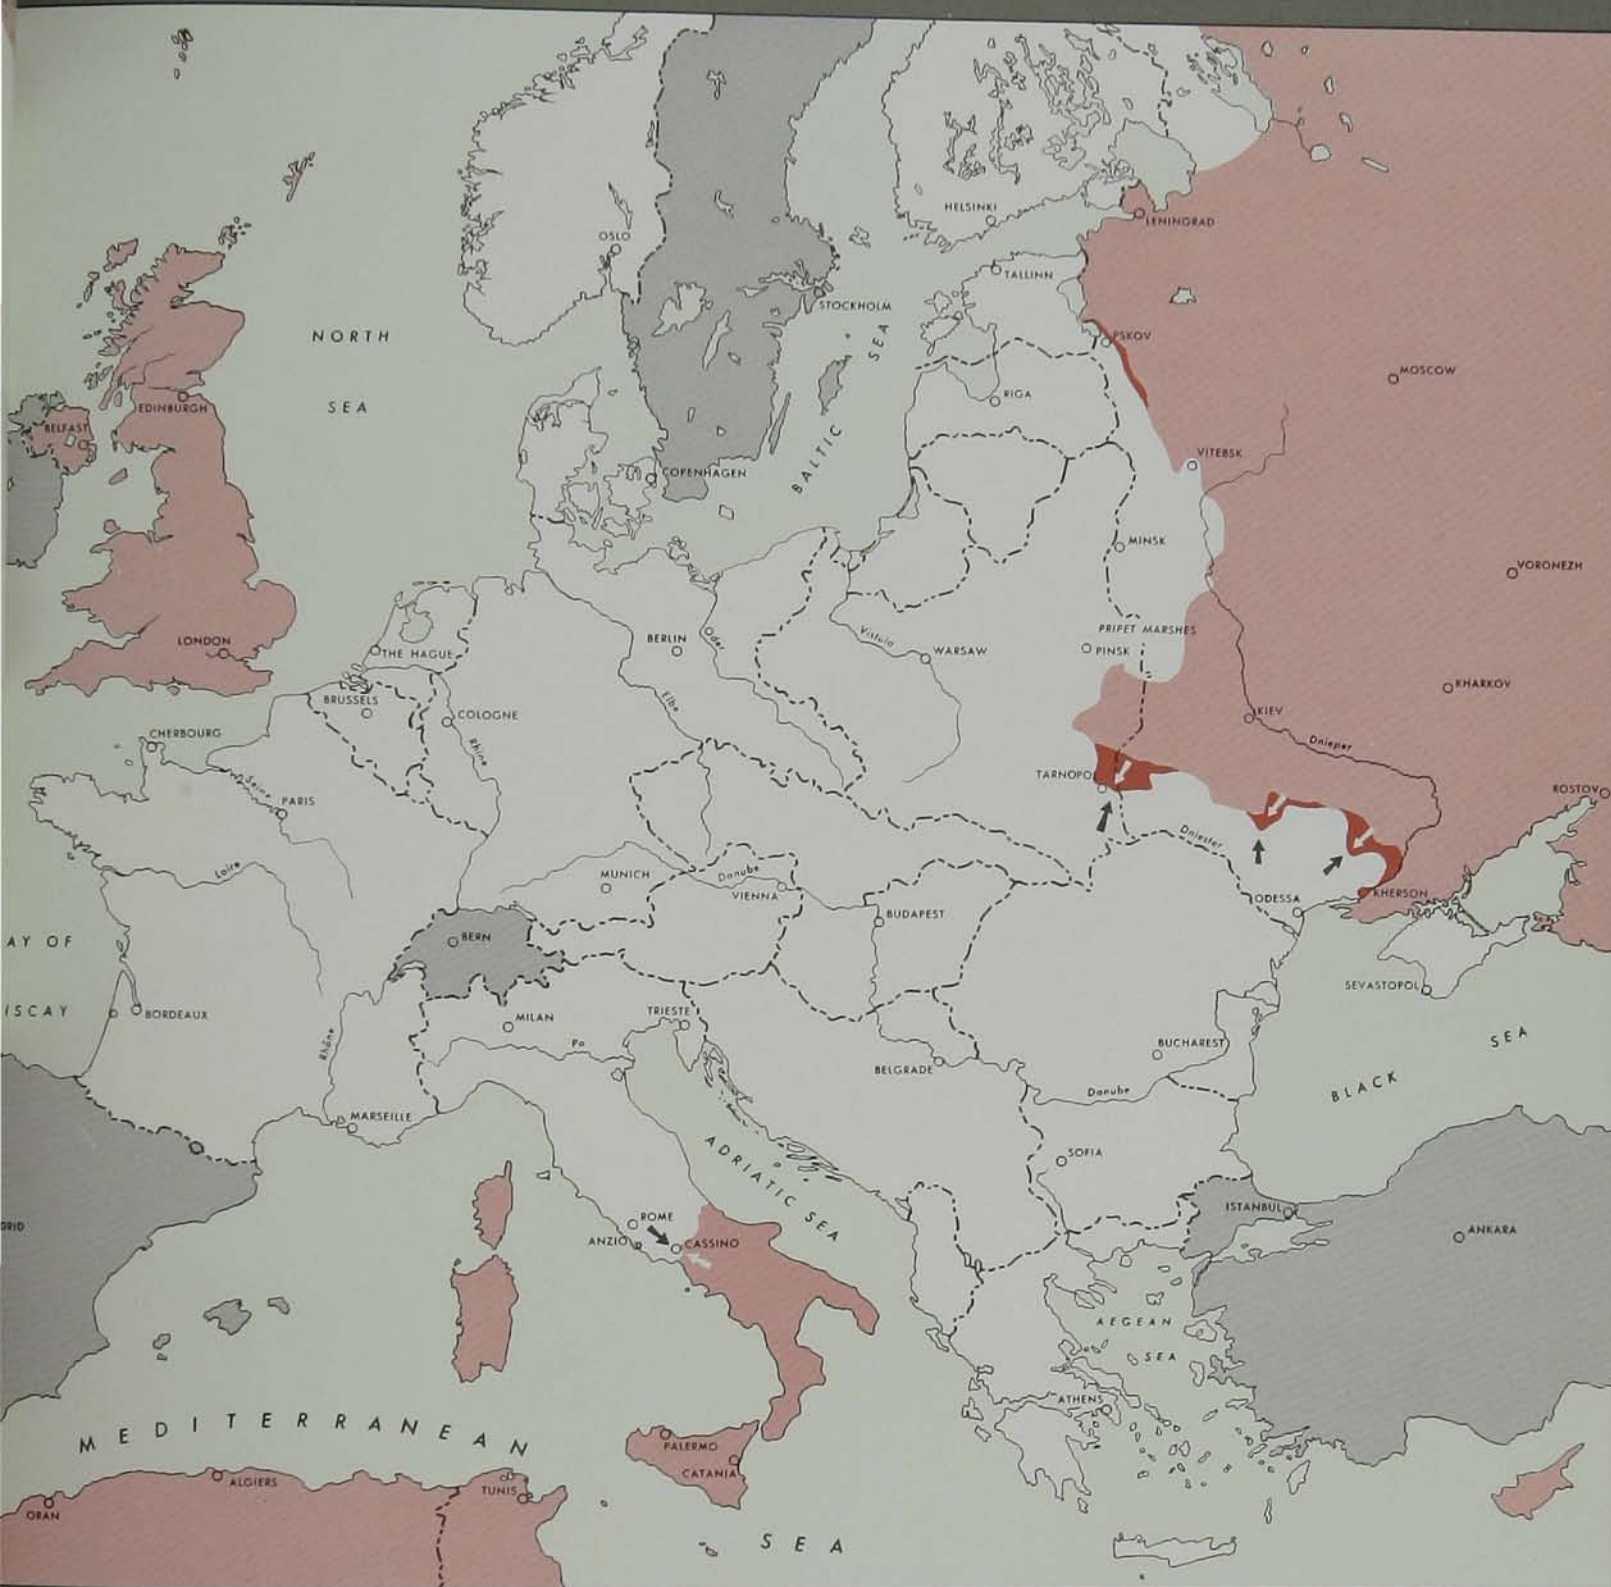 HELSINKI
LENINGRAD
OSLO
TALLINN
STOCKHOLM
NORTH
SEA
BALTIC SEA
PSKOV
MOSCOW
RIGA
EDINBURGH
BELFAST
VITEBSK
COPENHAGEN
MINSK
VORONEZH
PRIPET MARSHES
PINSK
LONDON
THE HAGUE
BERLIN
Oder
Vistula
WARSAW
KHARKOV
BRUSSELS
COLOGNE
Elbe
Rhine
KIEV
Dnieper
CHERBOURG
Seine
PARIS
TARNOPOL
ROSTOV
Dniester
Loire
MUNICH
Danube
VIENNA
BUDAPEST
ODESSA
KHERSON
BERN
AY OF
ISCAY
BORDEAUX
SEVASTOPOL
MILAN
TRIESTE
Rhône
Po
BELGRADE
BUCHAREST
Danube
BLACK SEA
MARSEILLE
ADRIATIC SEA
SOFIA
DRID
ROME
ANZIO
CASSINO
ISTANBUL
ANKARA
AEGEAN
SEA
ATHENS
MEDITERRANEAN
PALERMO
CATANIA
ALGIERS
TUNIS
ORAN
SEA